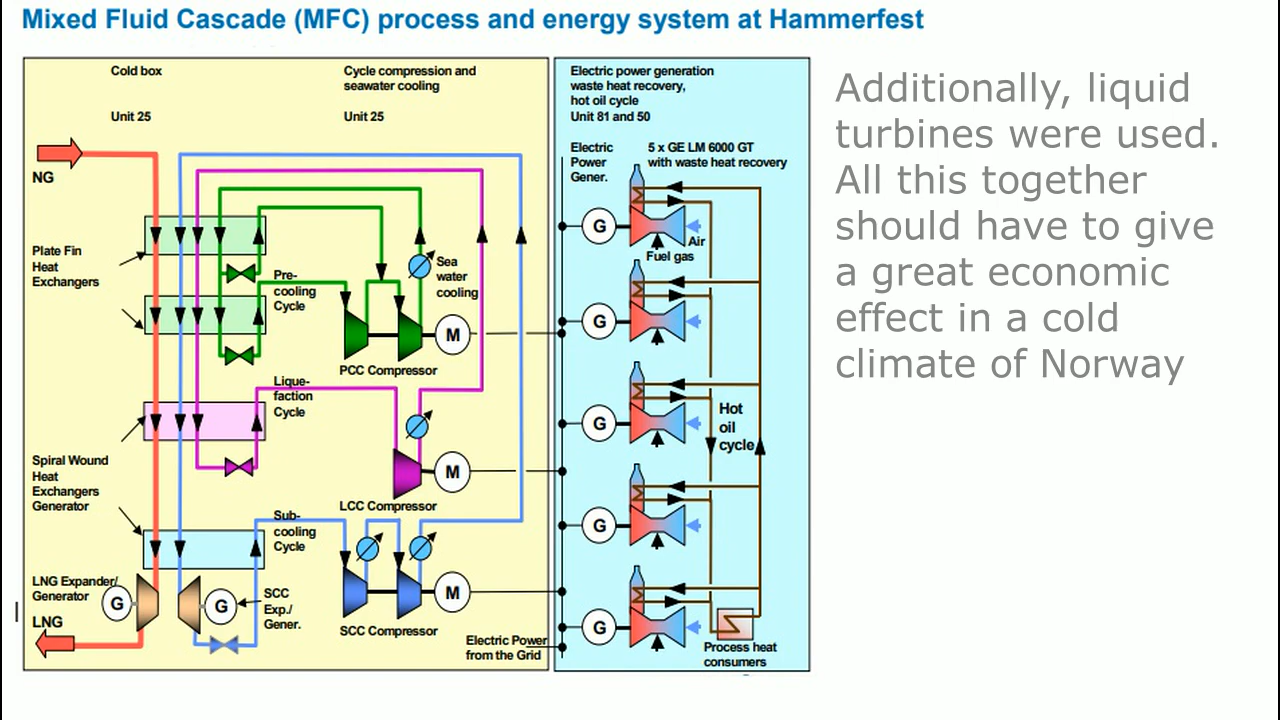 Mixed Fluid Cascade (MFC) process and energy system at Hammerfest
Cold box
Unit 25
Cycle compression and
seawater cooling
Unit 25
Electric power generation
waste heat recovery,
hot oil cycle
Unit 81 and 50
Additionally, liquid
turbines were used.
All this together
should have to give
a great economic
effect in a cold
climate of Norway
NG
Electric
Power
Gener.
5 x GE LM 6000 GT
with waste heat recovery
G
Air
Fuel gas
Plate Fin
Heat
Exchangers
Pre-
cooling
Cycle
Sea
water
cooling
M
G
PCC Compressor
Lique-
faction
Cycle
G
Hot
oil
cycle
Spiral Wound
Heat
Exchangers
Generator
M
LCC Compressor
Sub-
cooling
Cycle
G
LNG Expander/
Generator
G
G
SCC
Exp./
Gener.
M
SCC Compressor
G
LNG
Electric Power
from the Grid
Process heat
consumers